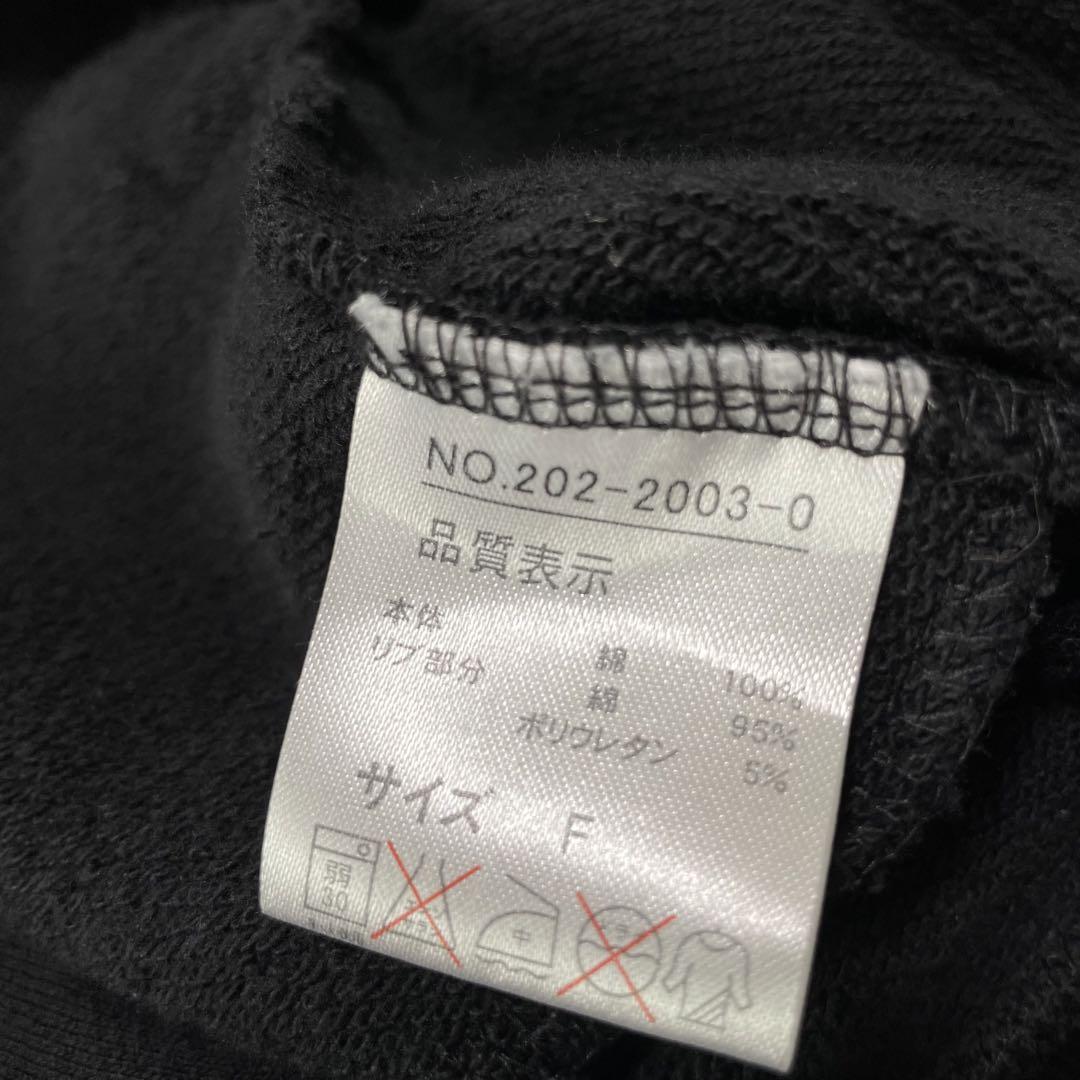 NO.202-2003-0
品質表示
本体 綿 100%
リブ部分 綿 95%
ポリウレタン 5%
サイズ F
弱
30
中